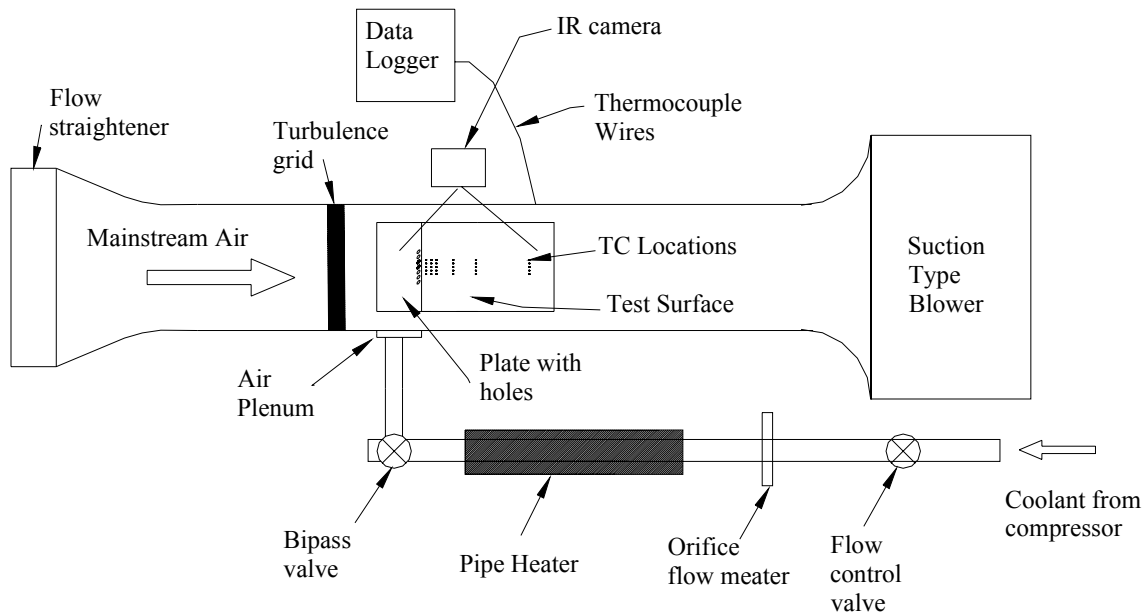 Data
Logger
IR camera
Flow
straightener
Turbulence
grid
Thermocouple
Wires
Mainstream Air
TC Locations
Test Surface
Suction
Type
Blower
Air
Plenum
Plate with
holes
Bipass
valve
Pipe Heater
Orifice
flow meater
Flow
control
valve
Coolant from
compressor